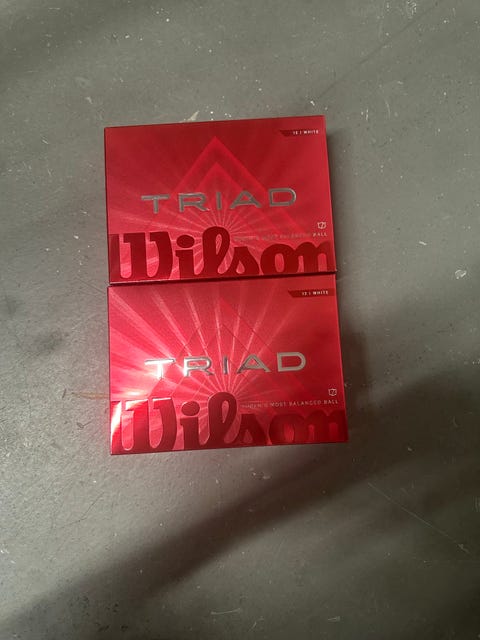 12 | WHITE
TRIAD
BALANCED BALL
Wilson
12 | WHITE
TRIAD
MOST BALANCED BALL
Wilson